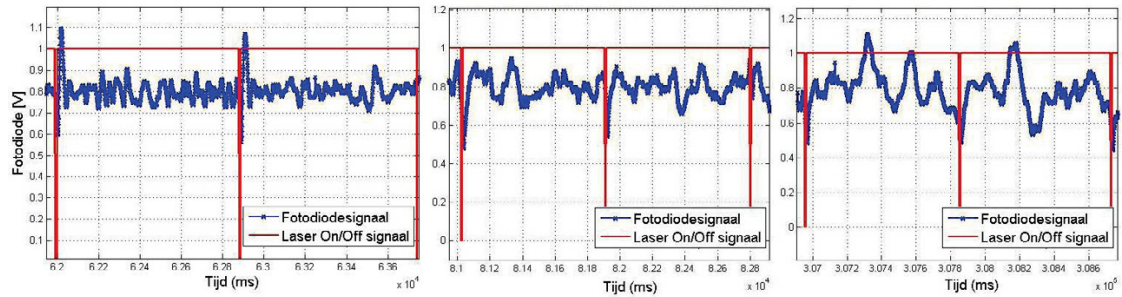 Fotodiode [V]
1.1
1
0.9
0.8
0.7
0.6
0.5
0.4
0.3
0.2
0.1
Fotodiodesignaal
Laser On/Off signaal
6.2 6.22 6.24 6.26 6.28 6.3 6.32 6.34 6.36
Tijd (ms)
x 10⁴
1.2
1
0.8
0.6
0.4
0.2
0
Fotodiodesignaal
Laser On/Off signaal
8.1 8.12 8.14 8.16 8.18 8.2 8.22 8.24 8.26 8.28
Tijd (ms)
x 10⁴
1.2
1
0.8
0.6
0.4
0.2
0
Fotodiodesignaal
Laser On/Off signaal
3.07 3.072 3.074 3.076 3.078 3.08 3.082 3.084 3.086
Tijd (ms)
x 10⁵